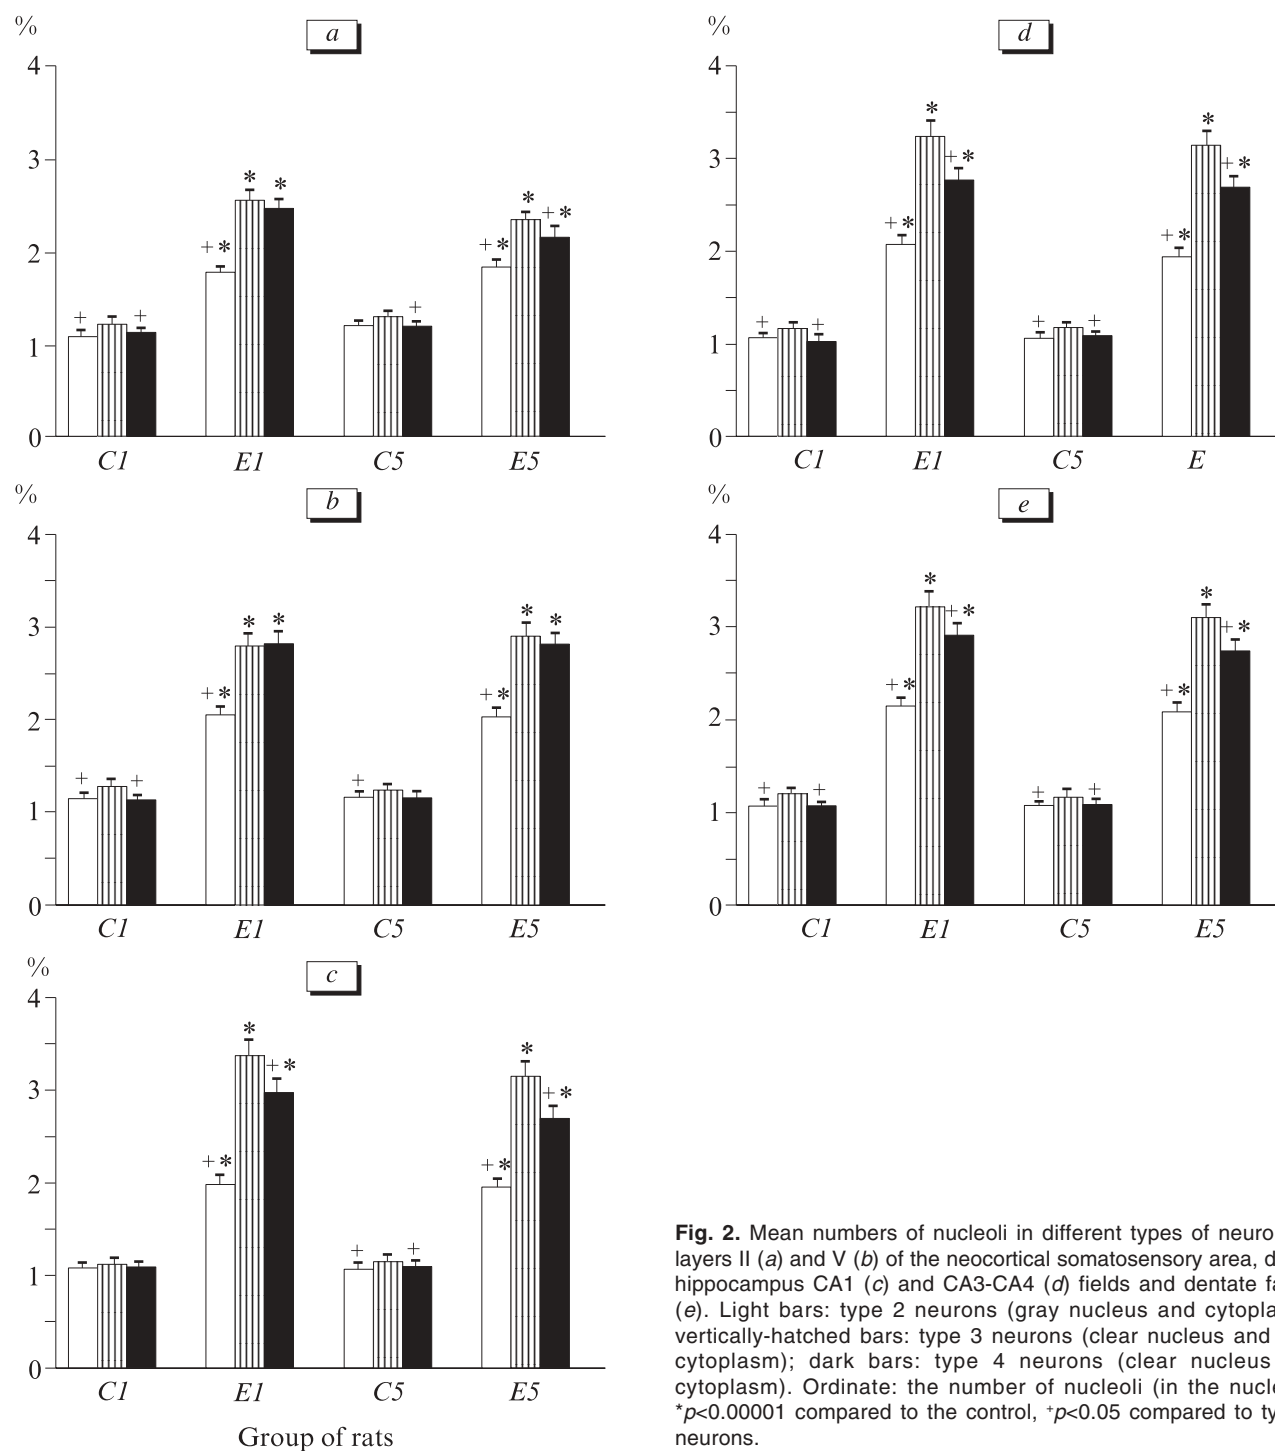 %
a
4
3
2
1
0
+ + + * * * + + * * + *
C1 E1 C5 E5
%
b
4
3
2
1
0
+ + + * * * + + * * *
C1 E1 C5 E5
%
c
4
3
2
1
0
+ * * + * + + + * * + *
C1 E1 C5 E5
Group of rats
%
d
4
3
2
1
0
+ + + * * + * + + + * * + *
C1 E1 C5 E
%
e
4
3
2
1
0
+ + + * * + * + + + * * + *
C1 E1 C5 E5
Fig. 2. Mean numbers of nucleoli in different types of neuro
layers II (a) and V (b) of the neocortical somatosensory area, d
hippocampus CA1 (c) and CA3-CA4 (d) fields and dentate fa
(e). Light bars: type 2 neurons (gray nucleus and cytopla
vertically-hatched bars: type 3 neurons (clear nucleus and
cytoplasm); dark bars: type 4 neurons (clear nucleus
cytoplasm). Ordinate: the number of nucleoli (in the nucle
*p<0.00001 compared to the control, +p<0.05 compared to ty
neurons.